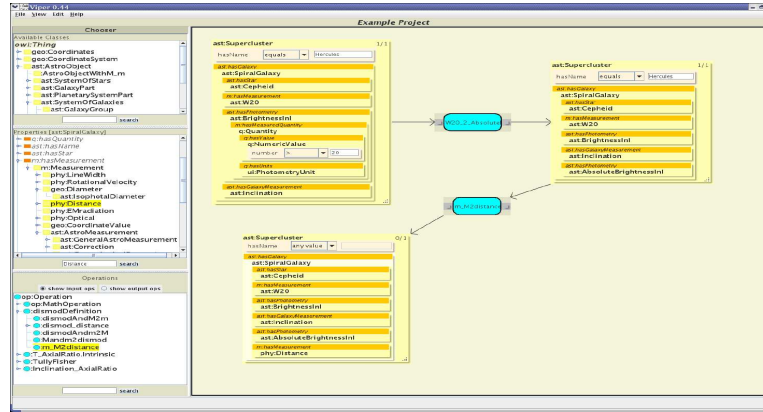 Viper 0.44
File View Edit Help
Example Project
Chooser
Available Classes
owl:Thing
geo:Coordinates
geo:CoordinateSystem
ast:AstroObject
AstroObjectWithM_m
ast:SystemOfStars
ast:GalaxyPart
ast:PlanetarySystemPart
ast:SystemOfGalaxies
ast:GalaxyGroup
search
Properties [ast:SpiralGalaxy]
q:hasQuantity
ast:hasName
ast:hasStar
m:hasMeasurement
m:Measurement
phy:LineWidth
phy:RotationalVelocity
geo:Diameter
ast:IsophotalDiameter
phy:Distance
phy:EMradiation
phy:Optical
geo:CoordinateValue
ast:AstroMeasurement
ast:GeneralAstroMeasurement
ast:Correction
Distance search
Operations
show input ops show output ops
op:Operation
op:MathOperation
:dismodDefinition
:dismodAndM2m
:dismod_distance
:dismodAndm2M
:Mandm2dismod
:m_M2distance
:T_AxialRatio.Intrinsic
:TullyFisher
:Inclination_AxialRatio
search
ast:Supercluster 1/1
hasName equals Hercules
ast:hasGalaxy
ast:SpiralGalaxy
ast:hasStar
ast:Cepheid
m:hasMeasurement
ast:W20
ast:hasPhotometry
ast:BrightnessInI
m:hasMeasuredQuantity
q:Quantity
q:hasValue
q:NumericValue
number > 20
q:hasUnits
ui:PhotometryUnit
ast:hasGalaxyMeasurement
ast:Inclination
W20_2_Absolute
ast:Supercluster 1/1
hasName equals Hercules
ast:hasGalaxy
ast:SpiralGalaxy
ast:hasStar
ast:Cepheid
m:hasMeasurement
ast:W20
ast:hasPhotometry
ast:BrightnessInI
ast:hasGalaxyMeasurement
ast:Inclination
ast:hasPhotometry
ast:AbsoluteBrightnessInI
m_M2distance
ast:Supercluster 0/1
hasName any value
ast:hasGalaxy
ast:SpiralGalaxy
ast:hasStar
ast:Cepheid
m:hasMeasurement
ast:W20
ast:hasPhotometry
ast:BrightnessInI
ast:hasGalaxyMeasurement
ast:Inclination
ast:hasPhotometry
ast:AbsoluteBrightnessInI
m:hasMeasurement
phy:Distance